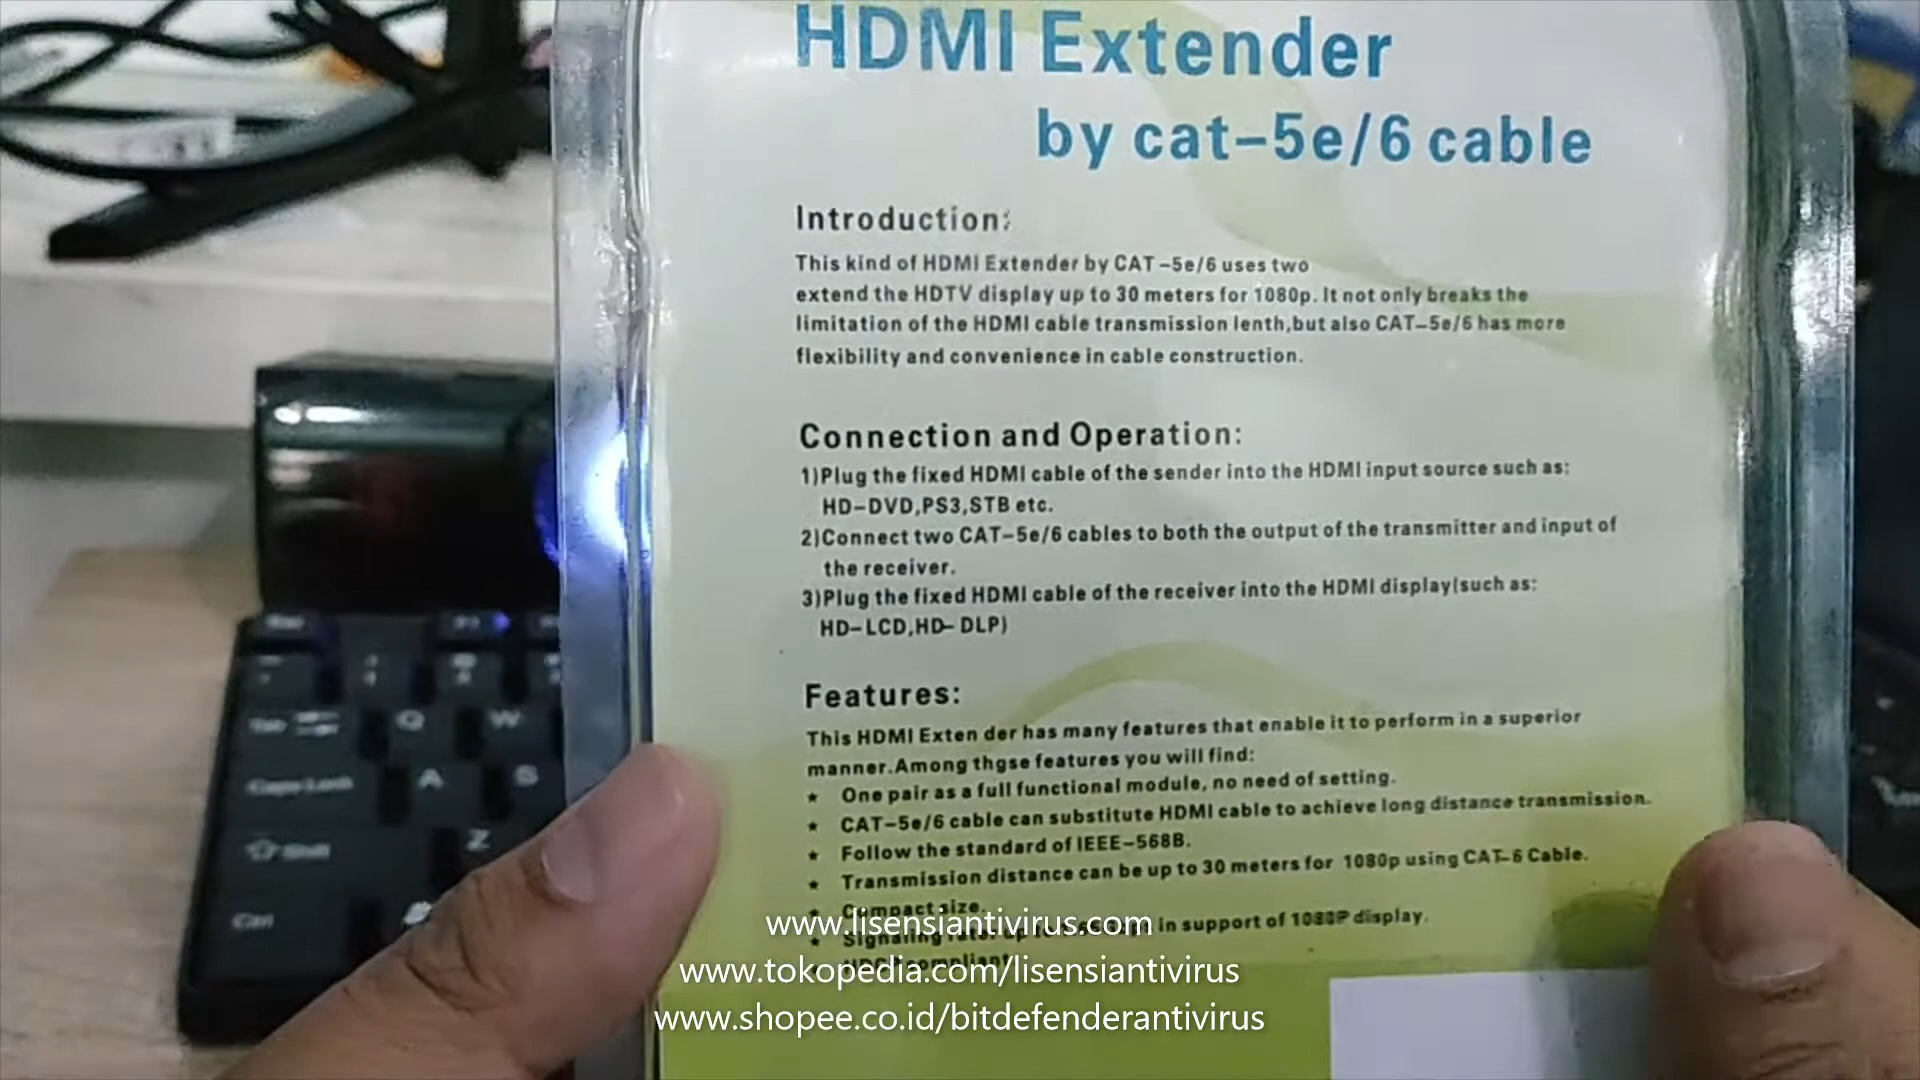 HDMI Extender
by cat-5e/6 cable
Introduction:
This kind of HDMI Extender by CAT-5e/6 uses two
extend the HDTV display up to 30 meters for 1080p. It not only breaks the
limitation of the HDMI cable transmission lenth,but also CAT-5e/6 has more
flexibility and convenience in cable construction.
Connection and Operation:
1)Plug the fixed HDMI cable of the sender into the HDMI input source such as:
HD-DVD,PS3,STB etc.
2)Connect two CAT-5e/6 cables to both the output of the transmitter and input of
the receiver.
3)Plug the fixed HDMI cable of the receiver into the HDMI display(such as:
HD-LCD,HD-DLP)
Features:
This HDMI Exten der has many features that enable it to perform in a superior
manner.Among thgse features you will find:
★ One pair as a full functional module, no need of setting.
★ CAT-5e/6 cable can substitute HDMI cable to achieve long distance transmission.
★ Follow the standard of IEEE-568B.
★ Transmission distance can be up to 30 meters for 1080p using CAT-6 Cable.
★ Compact size.
★ Signaling in support of 1080P display.
compliant
www.lisensiantivirus.com
www.tokopedia.com/lisensiantivirus
www.shopee.co.id/bitdefenderantivirus
Tab
Q
W
Caps Lock
A
S
Shift
Z